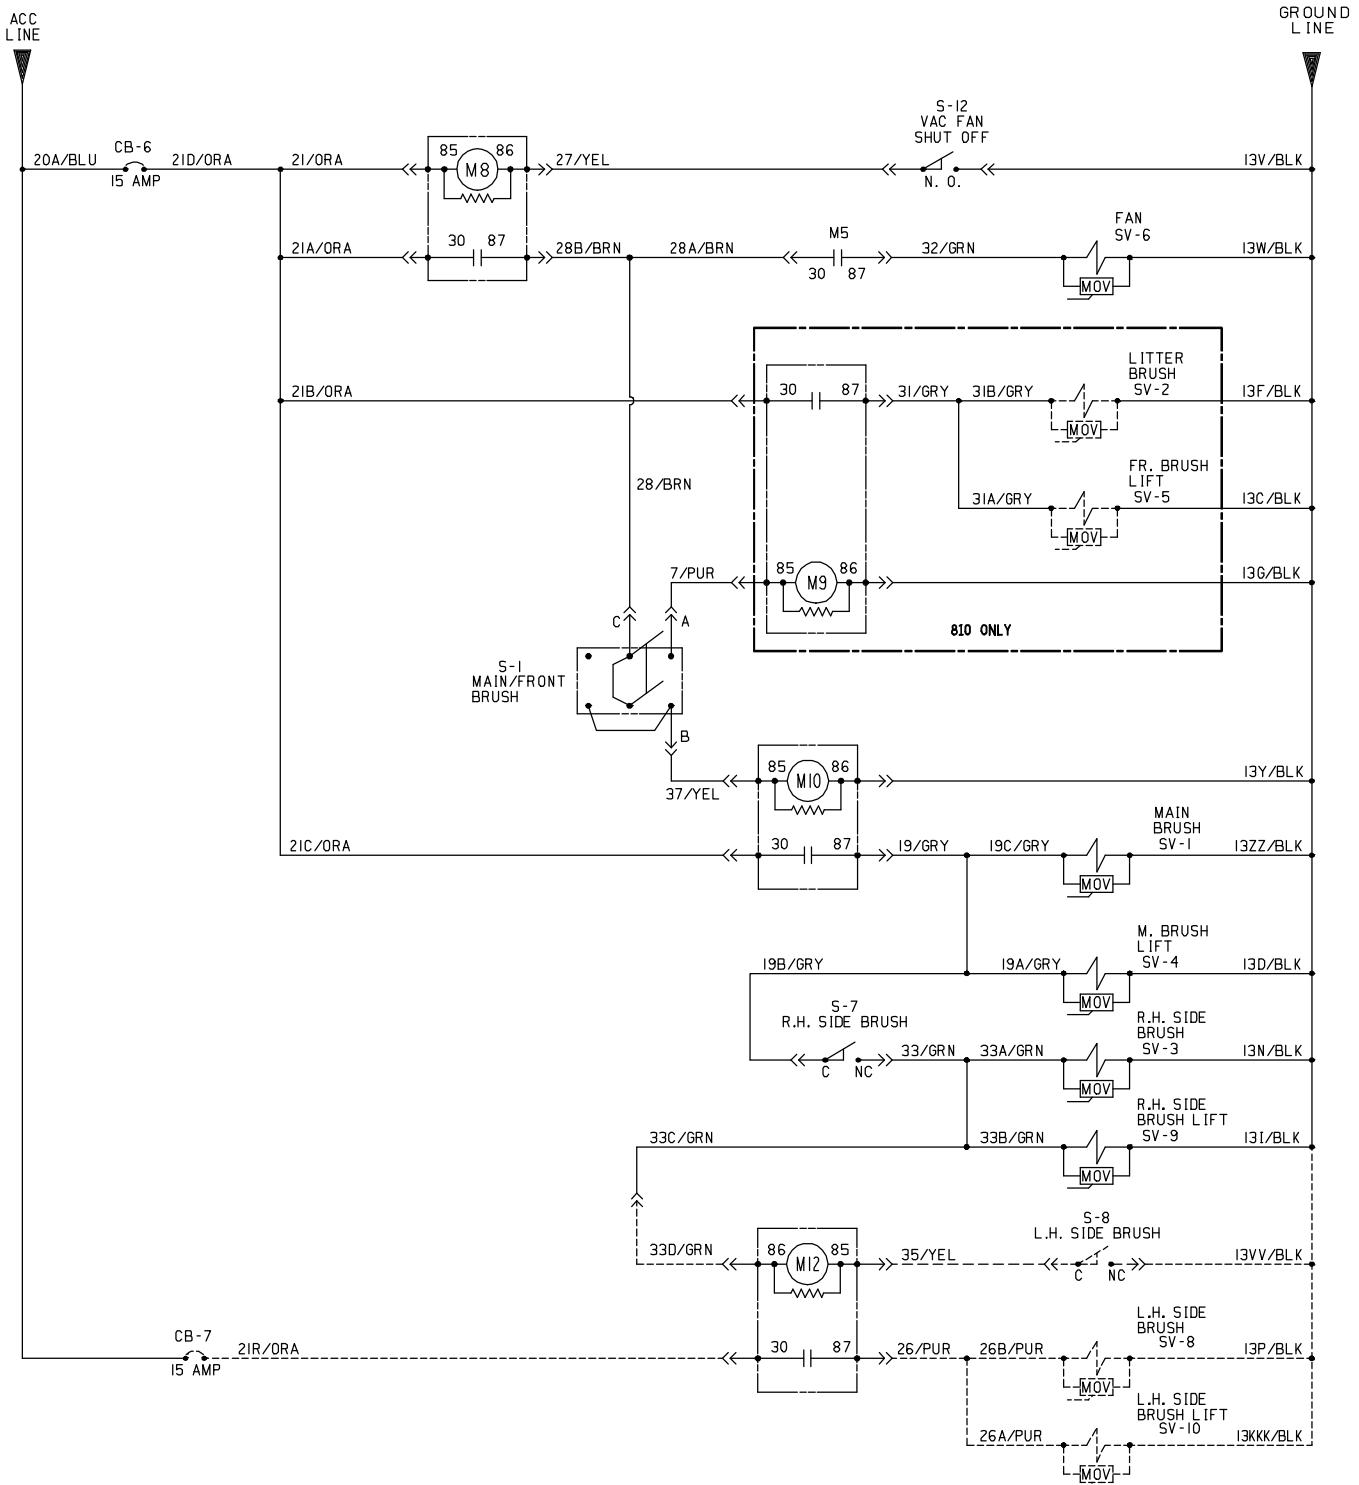 ACC
LINE
GROUND
LINE
20A/BLU
CB-6
15 AMP
21D/ORA
21/ORA
85
86
M8
27/YEL
S-12
VAC FAN
SHUT OFF
N. O.
13V/BLK
21A/ORA
30
87
28B/BRN
28A/BRN
M5
30
87
32/GRN
FAN
SV-6
MOV
13W/BLK
21B/ORA
30
87
31/GRY
31B/GRY
LITTER
BRUSH
SV-2
MOV
13F/BLK
28/BRN
31A/GRY
FR. BRUSH
LIFT
SV-5
MOV
13C/BLK
7/PUR
85
86
M9
13G/BLK
810 ONLY
C
A
S-1
MAIN/FRONT
BRUSH
B
37/YEL
85
86
M10
13Y/BLK
21C/ORA
30
87
19/GRY
19C/GRY
MAIN
BRUSH
SV-1
MOV
13ZZ/BLK
19B/GRY
19A/GRY
M. BRUSH
LIFT
SV-4
MOV
13D/BLK
S-7
R.H. SIDE BRUSH
C
NC
33/GRN
33A/GRN
R.H. SIDE
BRUSH
SV-3
MOV
13N/BLK
33C/GRN
33B/GRN
R.H. SIDE
BRUSH LIFT
SV-9
MOV
13I/BLK
33D/GRN
86
85
M12
35/YEL
S-8
L.H. SIDE BRUSH
C
NC
13VV/BLK
CB-7
15 AMP
21R/ORA
30
87
26/PUR
26B/PUR
L.H. SIDE
BRUSH
SV-8
MOV
13P/BLK
26A/PUR
L.H. SIDE
BRUSH LIFT
SV-10
MOV
13KKK/BLK